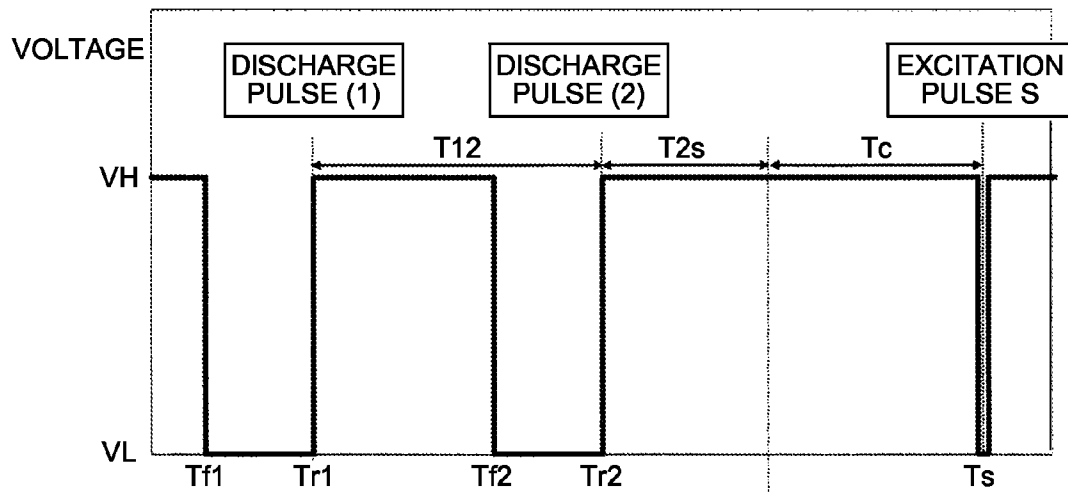 VOLTAGE
DISCHARGE
PULSE (1)
DISCHARGE
PULSE (2)
EXCITATION
PULSE S
T12
T2s
Tc
VH
VL
Tf1
Tr1
Tf2
Tr2
Ts